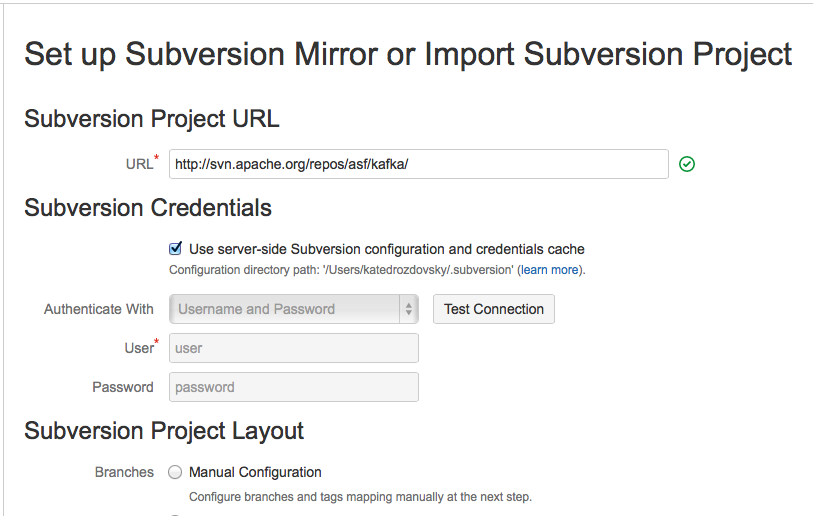 Set up Subversion Mirror or Import Subversion Project
Subversion Project URL
URL* http://svn.apache.org/repos/asf/kafka/
Subversion Credentials
Use server-side Subversion configuration and credentials cache
Configuration directory path: '/Users/katedrozdovsky/.subversion' (learn more).
Authenticate With Username and Password Test Connection
User* user
Password password
Subversion Project Layout
Branches Manual Configuration
Configure branches and tags mapping manually at the next step.